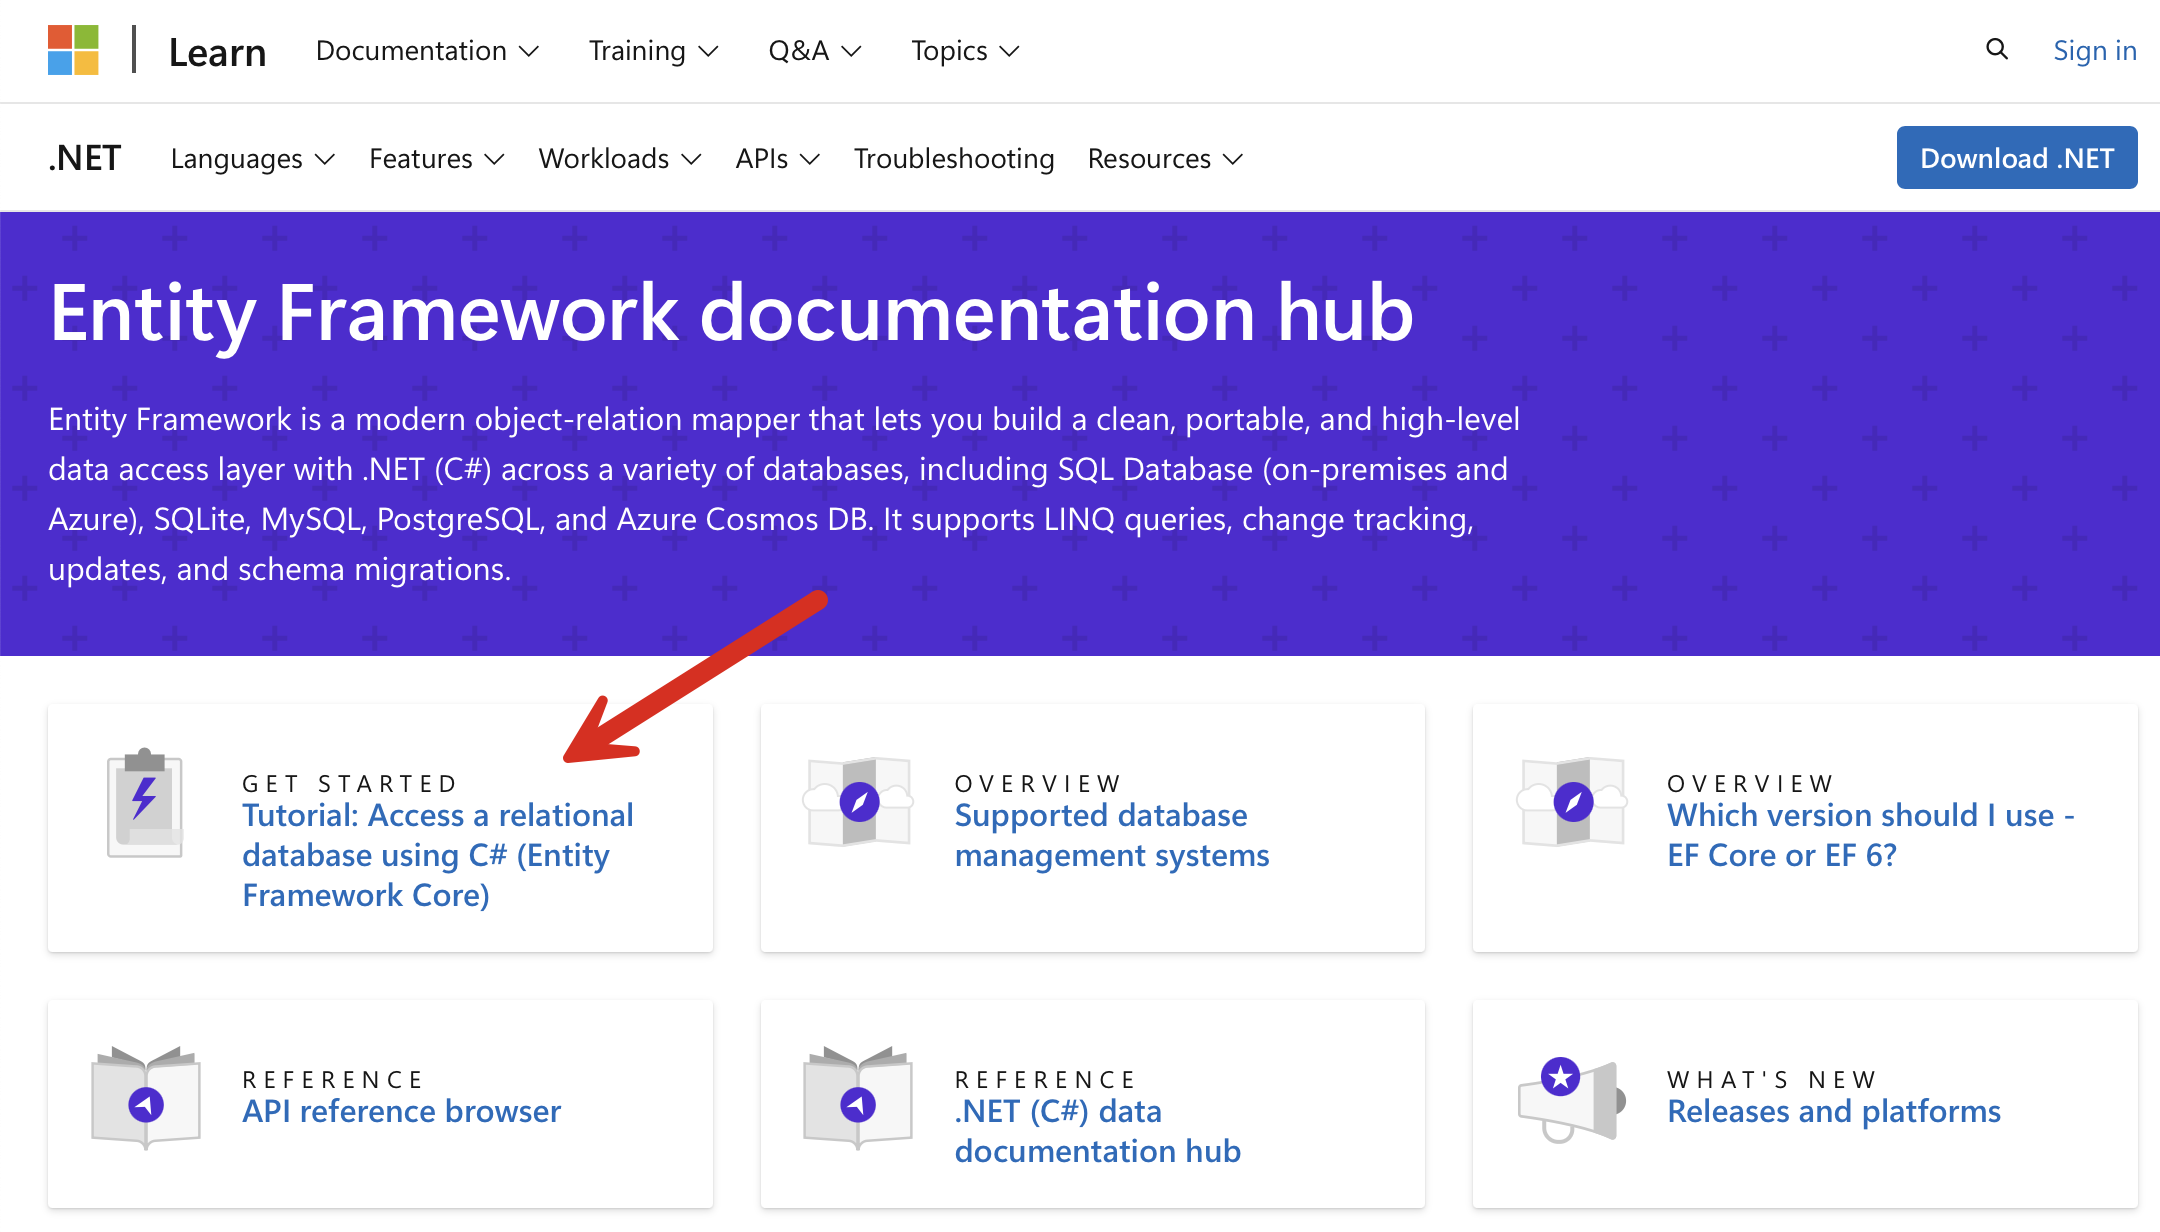 Learn Documentation Training Q&A Topics Sign in
.NET Languages Features Workloads APIs Troubleshooting Resources Download .NET
Entity Framework documentation hub
Entity Framework is a modern object-relation mapper that lets you build a clean, portable, and high-level
data access layer with .NET (C#) across a variety of databases, including SQL Database (on-premises and
Azure), SQLite, MySQL, PostgreSQL, and Azure Cosmos DB. It supports LINQ queries, change tracking,
updates, and schema migrations.
GET STARTED
Tutorial: Access a relational
database using C# (Entity
Framework Core)
OVERVIEW
Supported database
management systems
OVERVIEW
Which version should I use -
EF Core or EF 6?
REFERENCE
API reference browser
REFERENCE
.NET (C#) data
documentation hub
WHAT'S NEW
Releases and platforms